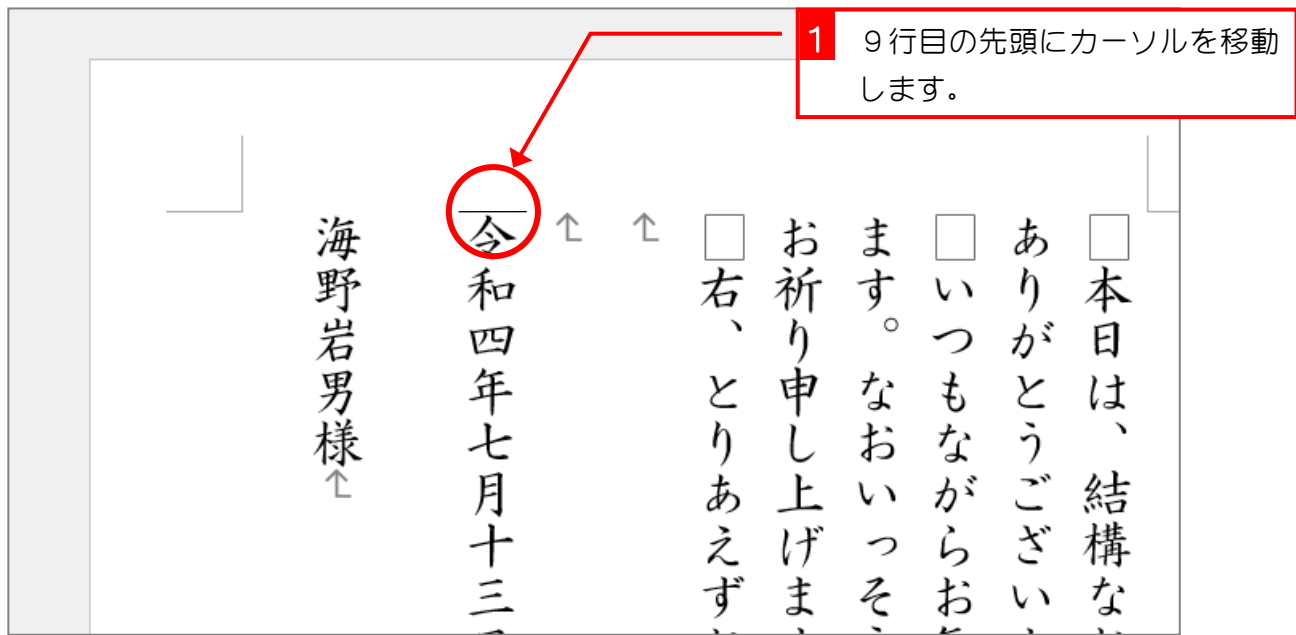 1 9行目の先頭にカーソルを移動
します。
□本日は、結構な
ありがとうござい
□いつもながらお
ます。なおいっそ
お祈り申し上げま
□右、とりあえず
令和四年七月十三
海野岩男様